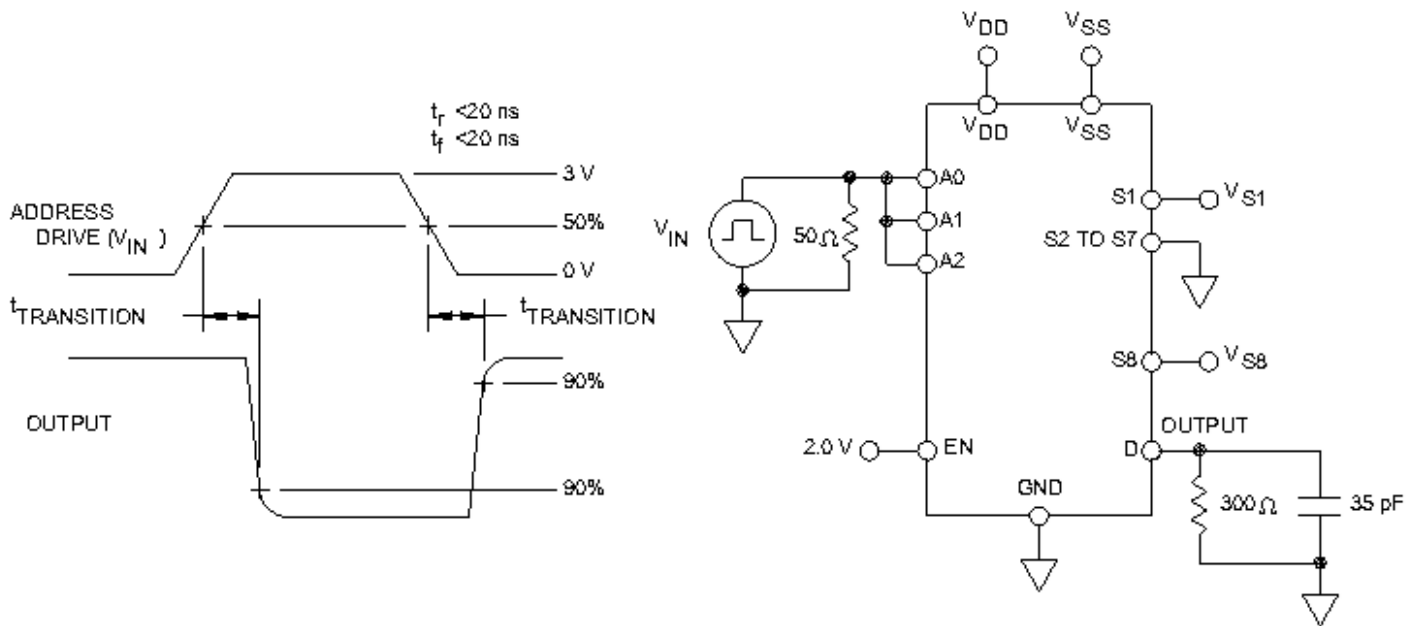 tr <20 ns
tf <20 ns
3 V
ADDRESS
DRIVE (VIN )
50%
0 V
tTRANSITION
tTRANSITION
90%
OUTPUT
90%
VDD
VSS
VDD
VSS
VIN
50Ω
A0
A1
A2
S1
VS1
S2 TO S7
S8
VS8
2.0 V
EN
OUTPUT
D
GND
300Ω
35 pF